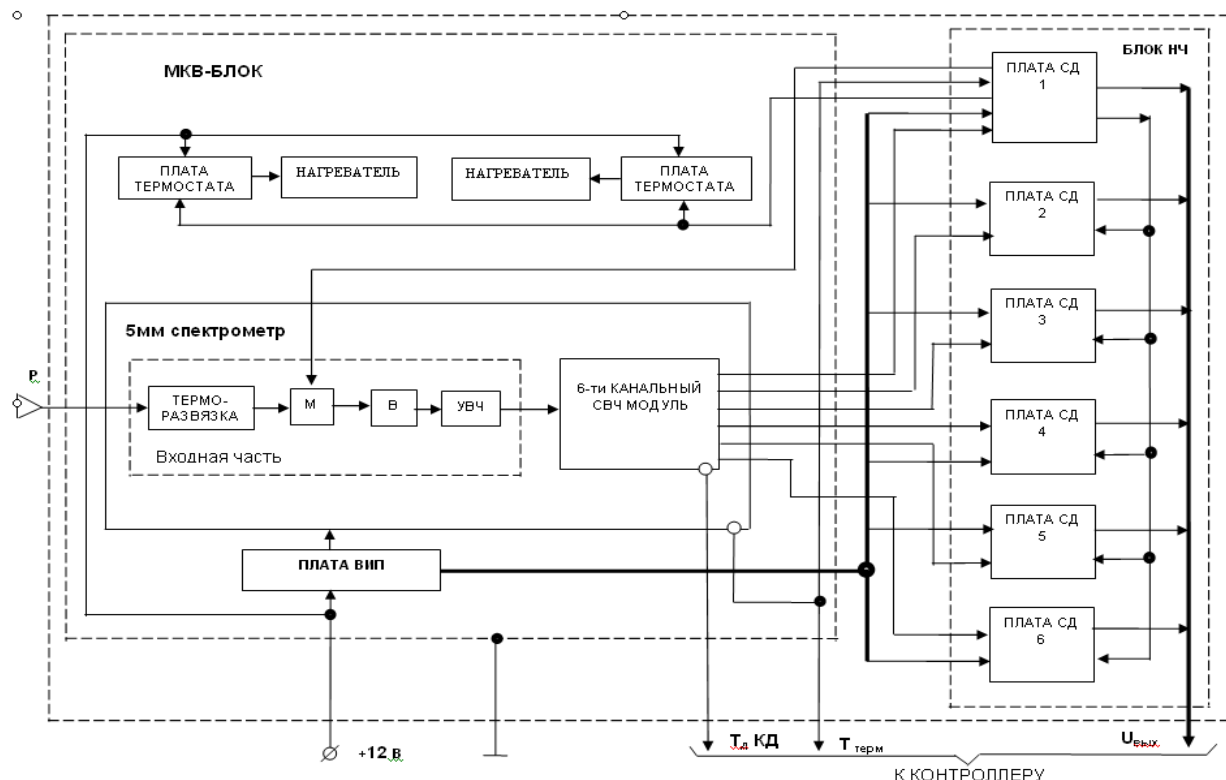 МКВ-БЛОК
БЛОК НЧ
ПЛАТА СД
1
ПЛАТА
ТЕРМОСТАТА
НАГРЕВАТЕЛЬ
НАГРЕВАТЕЛЬ
ПЛАТА
ТЕРМОСТАТА
ПЛАТА СД
2
5мм спектрометр
ПЛАТА СД
3
Р
ТЕРМО-
РАЗВЯЗКА
М
В
УВЧ
6-ти КАНАЛЬНЫЙ
СВЧ МОДУЛЬ
Входная часть
ПЛАТА СД
4
ПЛАТА СД
5
ПЛАТА ВИП
ПЛАТА СД
6
+12 В
Тд КД
Т терм
Uвых
К КОНТРОЛЛЕРУ